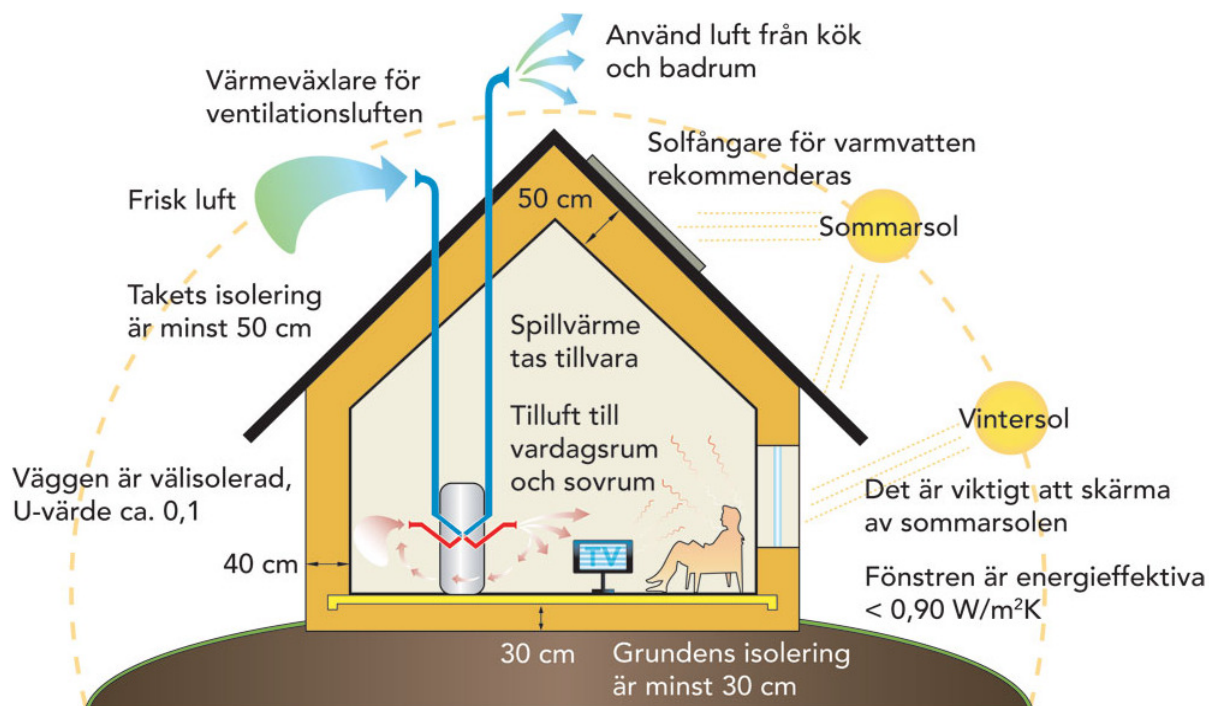 Använd luft från kök
och badrum
Värmeväxlare för
ventilationsluften
Solfångare för varmvatten
rekommenderas
Frisk luft
50 cm
Sommarsol
Takets isolering
är minst 50 cm
Spillvärme
tas tillvara
Tilluft till
vardagsrum
och sovrum
Vintersol
Väggen är välisolerad,
U-värde ca. 0,1
Det är viktigt att skärma
av sommarsolen
40 cm
TV
Fönstren är energieffektiva
< 0,90 W/m²K
30 cm
Grundens isolering
är minst 30 cm